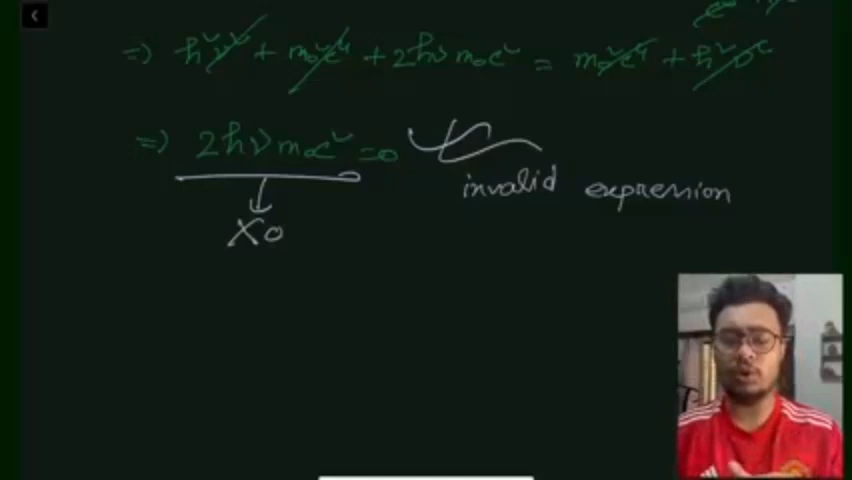 => h²ν² + m₀²c⁴ + 2hν m₀c² = m₀²c⁴ + h²ν²
=> 2hν m₀c² = 0
invalid expression
X0